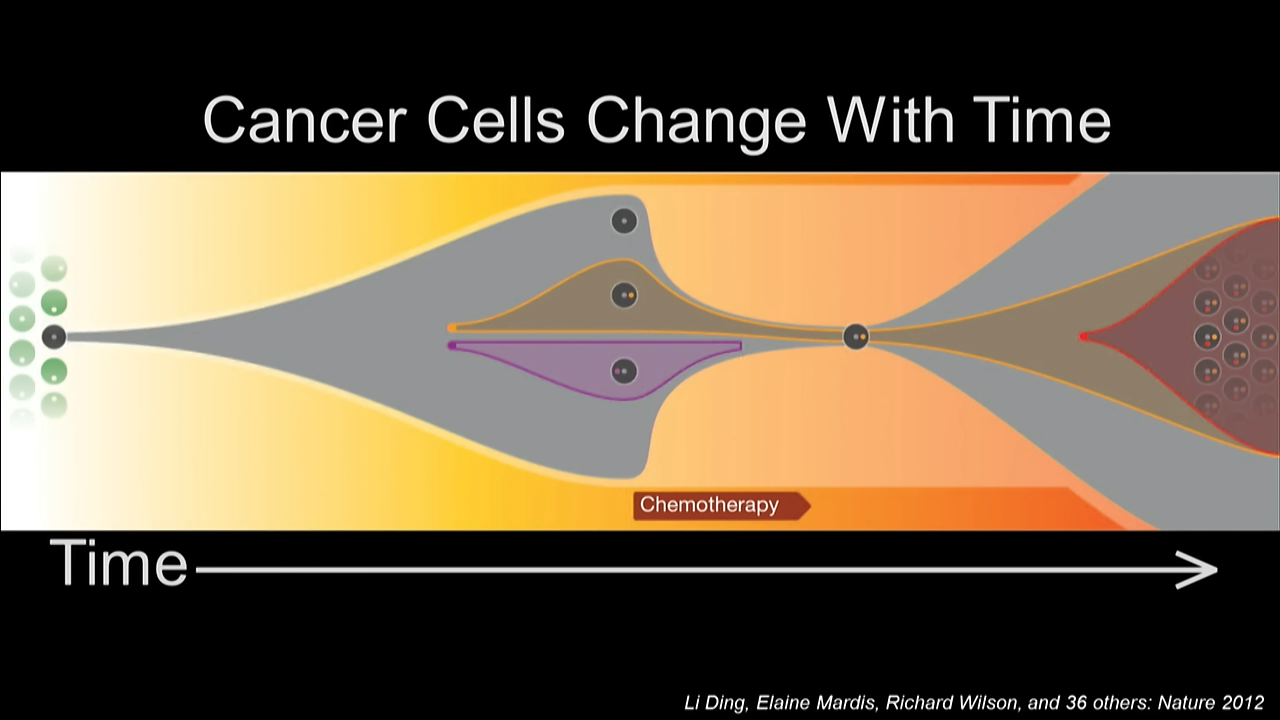 Cancer Cells Change With Time
Chemotherapy
Time
Li Ding, Elaine Mardis, Richard Wilson, and 36 others: Nature 2012